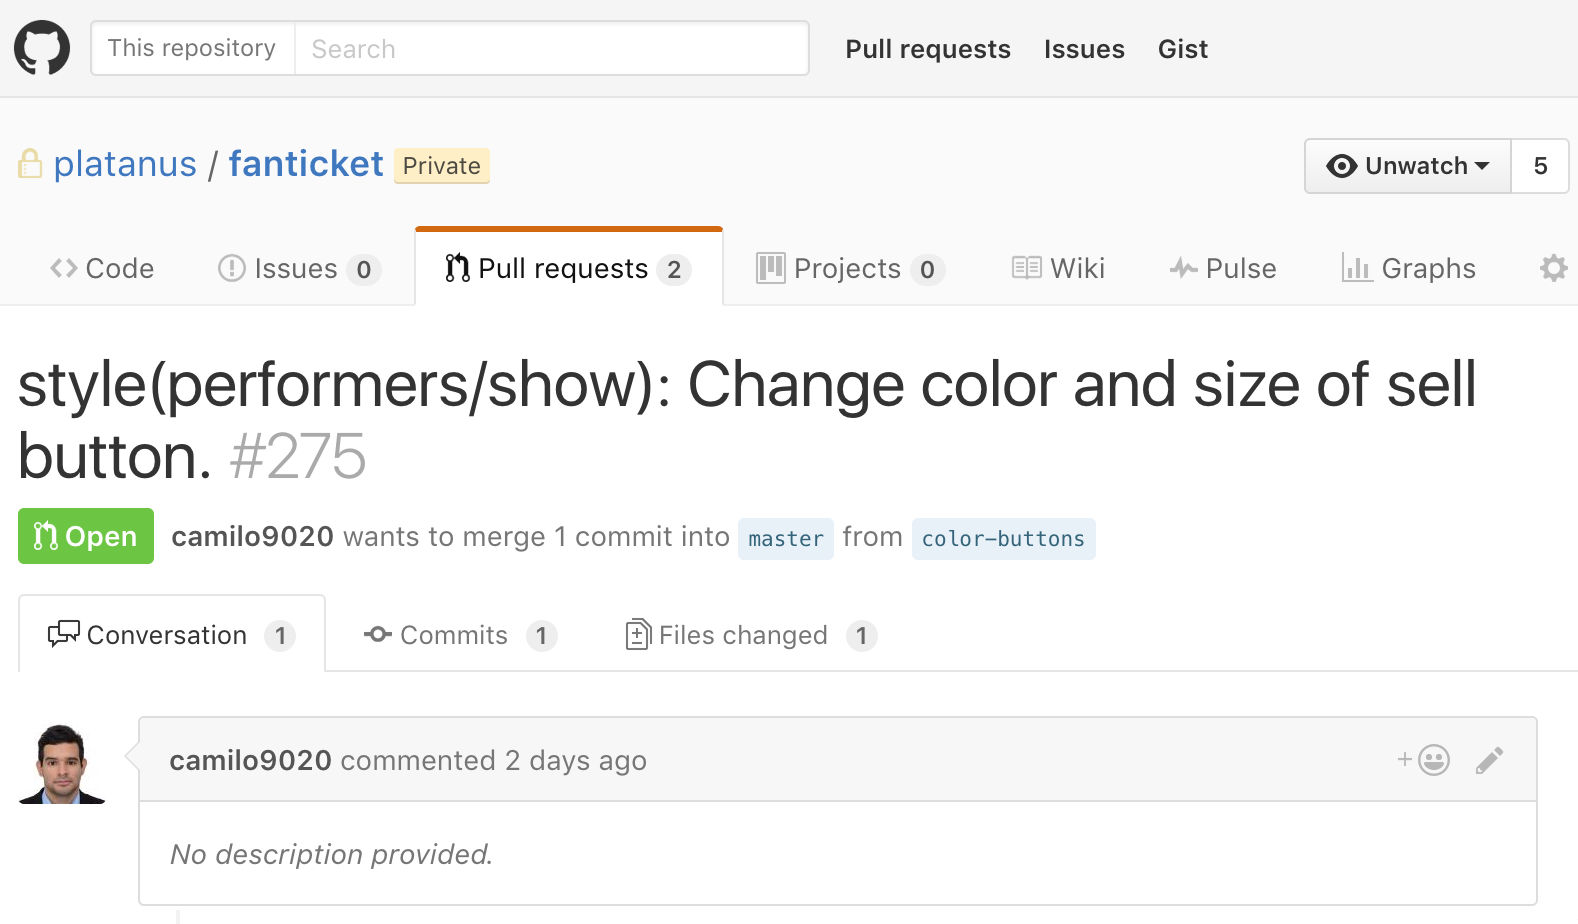 This repository Search Pull requests Issues Gist
platanus / fanticket Private Unwatch 5
Code Issues 0 Pull requests 2 Projects 0 Wiki Pulse Graphs
style(performers/show): Change color and size of sell
button. #275
Open camilo9020 wants to merge 1 commit into master from color-buttons
Conversation 1 Commits 1 Files changed 1
camilo9020 commented 2 days ago
No description provided.